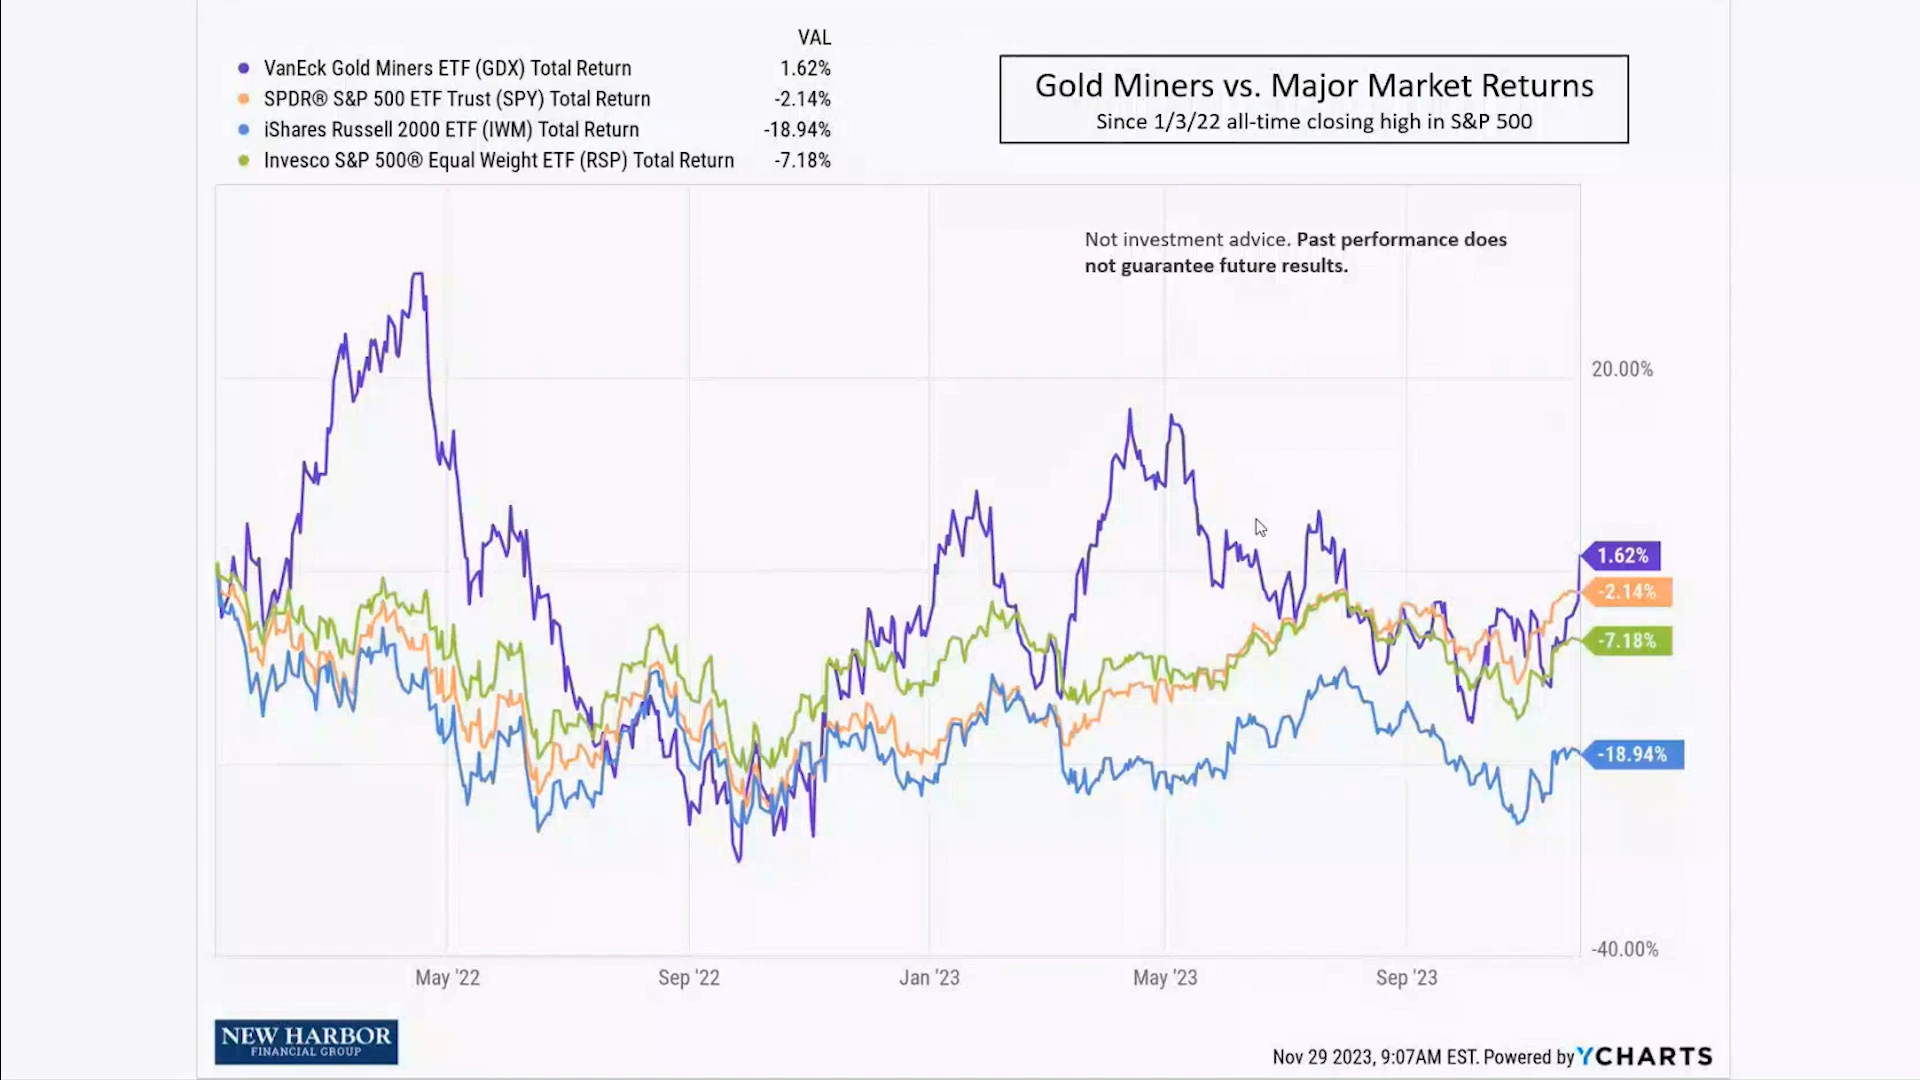 VAL
VanEck Gold Miners ETF (GDX) Total Return 1.62%
SPDR® S&P 500 ETF Trust (SPY) Total Return -2.14%
iShares Russell 2000 ETF (IWM) Total Return -18.94%
Invesco S&P 500® Equal Weight ETF (RSP) Total Return -7.18%
Gold Miners vs. Major Market Returns
Since 1/3/22 all-time closing high in S&P 500
Not investment advice. Past performance does
not guarantee future results.
20.00%
1.62%
-2.14%
-7.18%
-18.94%
-40.00%
May '22 Sep '22 Jan '23 May '23 Sep '23
NEW HARBOR
FINANCIAL GROUP
Nov 29 2023, 9:07AM EST. Powered by YCHARTS